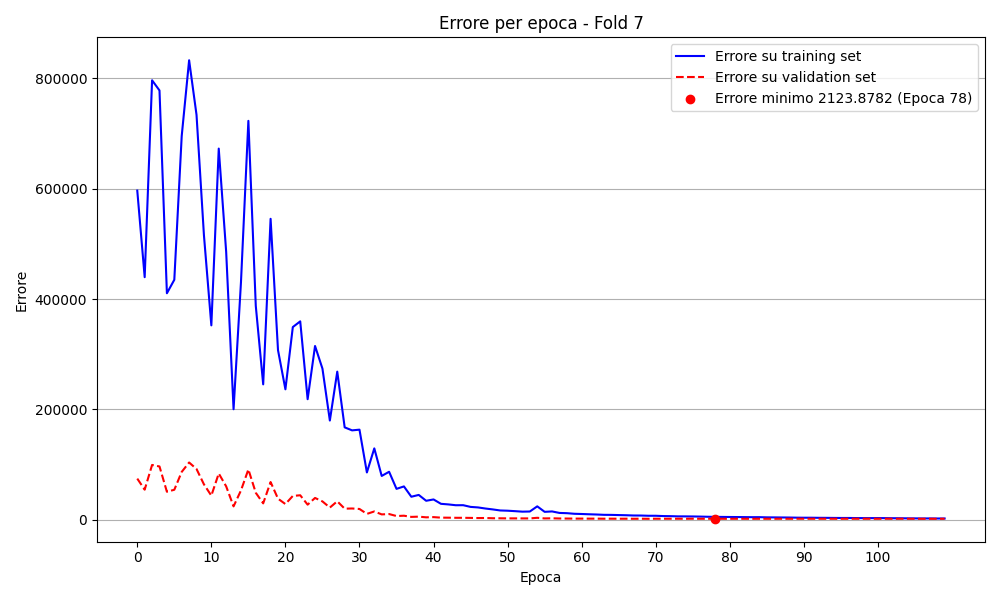 Errore per epoca - Fold 7
Errore su training set
Errore su validation set
Errore minimo 2123.8782 (Epoca 78)
Errore
800000
600000
400000
200000
0
0 10 20 30 40 50 60 70 80 90 100
Epoca